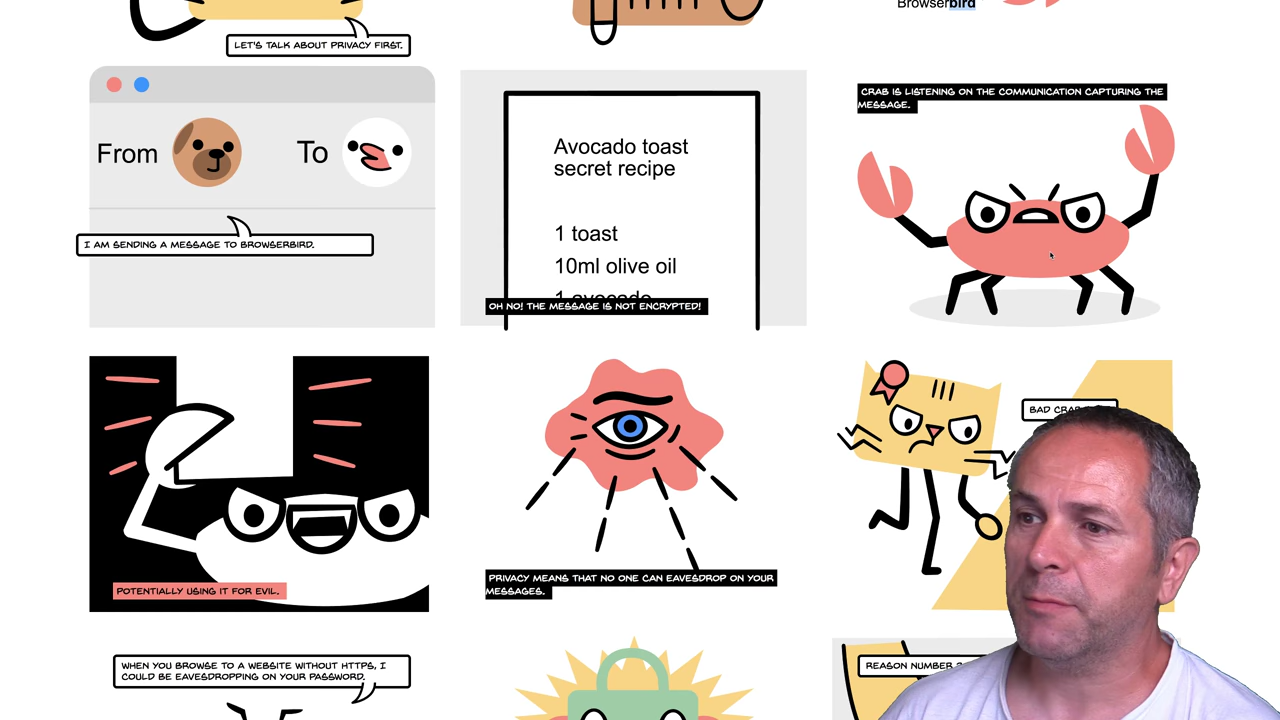 Browserbird
LET'S TALK ABOUT PRIVACY FIRST.
From
To
I AM SENDING A MESSAGE TO BROWSERBIRD.
Avocado toast
secret recipe
1 toast
10ml olive oil
1 avocado
OH NO! THE MESSAGE IS NOT ENCRYPTED!
CRAB IS LISTENING ON THE COMMUNICATION CAPTURING THE
MESSAGE.
POTENTIALLY USING IT FOR EVIL.
PRIVACY MEANS THAT NO ONE CAN EAVESDROP ON YOUR
MESSAGES.
BAD CRAB
WHEN YOU BROWSE TO A WEBSITE WITHOUT HTTPS, I
COULD BE EAVESDROPPING ON YOUR PASSWORD.
REASON NUMBER